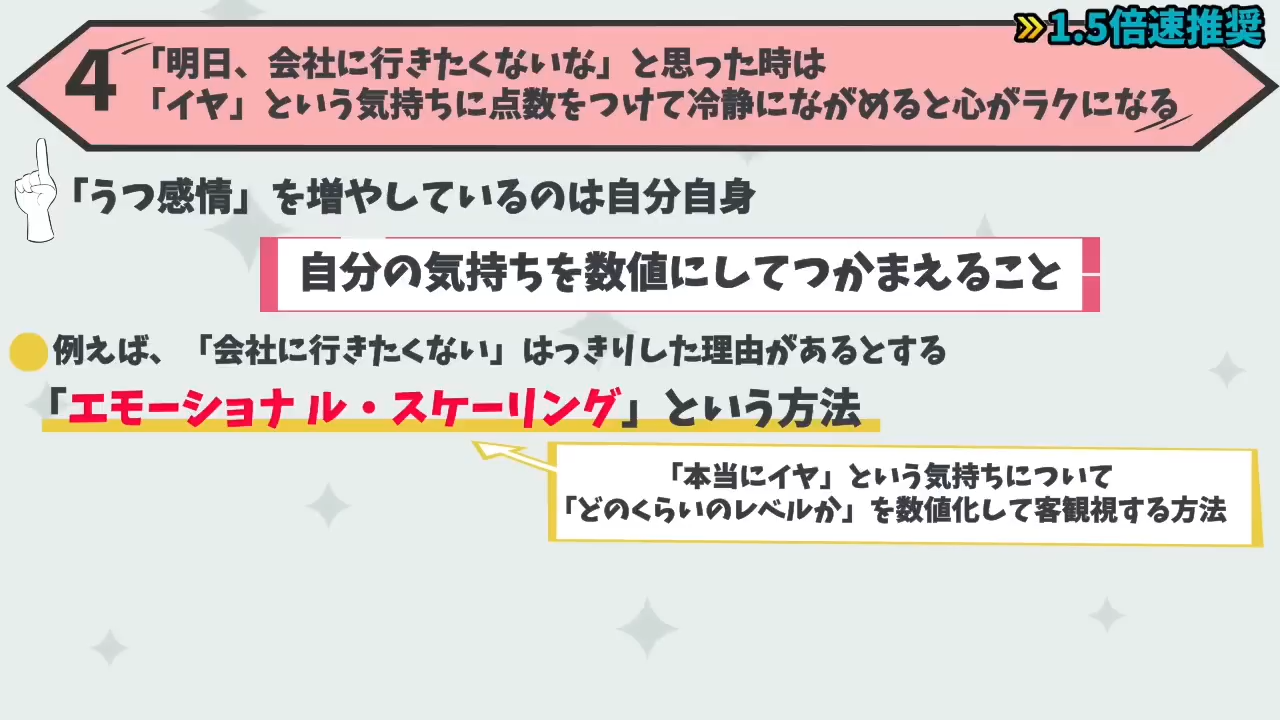 1.5倍速推奨
4
「明日、会社に行きたくないな」と思った時は
「イヤ」という気持ちに点数をつけて冷静にながめると心がラクになる
「うつ感情」を増やしているのは自分自身
自分の気持ちを数値にしてつかまえること
例えば、「会社に行きたくない」はっきりした理由があるとする
「エモーショナル・スケーリング」という方法
「本当にイヤ」という気持ちについて
「どのくらいのレベルか」を数値化して客観視する方法